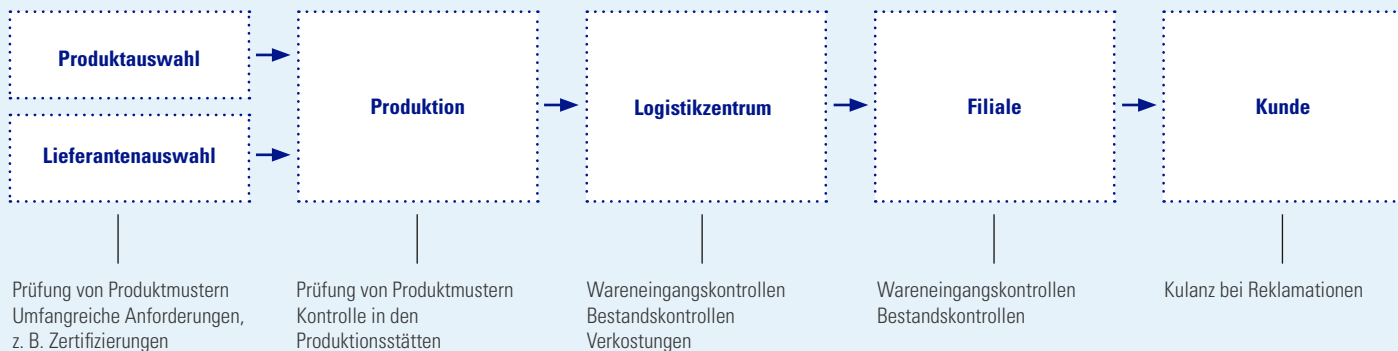 Produktauswahl
Lieferantenauswahl
Produktion
Logistikzentrum
Filiale
Kunde
Prüfung von Produktmustern
Umfangreiche Anforderungen,
z. B. Zertifizierungen
Prüfung von Produktmustern
Kontrolle in den
Produktionsstätten
Wareneingangskontrollen
Bestandskontrollen
Verkostungen
Wareneingangskontrollen
Bestandskontrollen
Kulanz bei Reklamationen